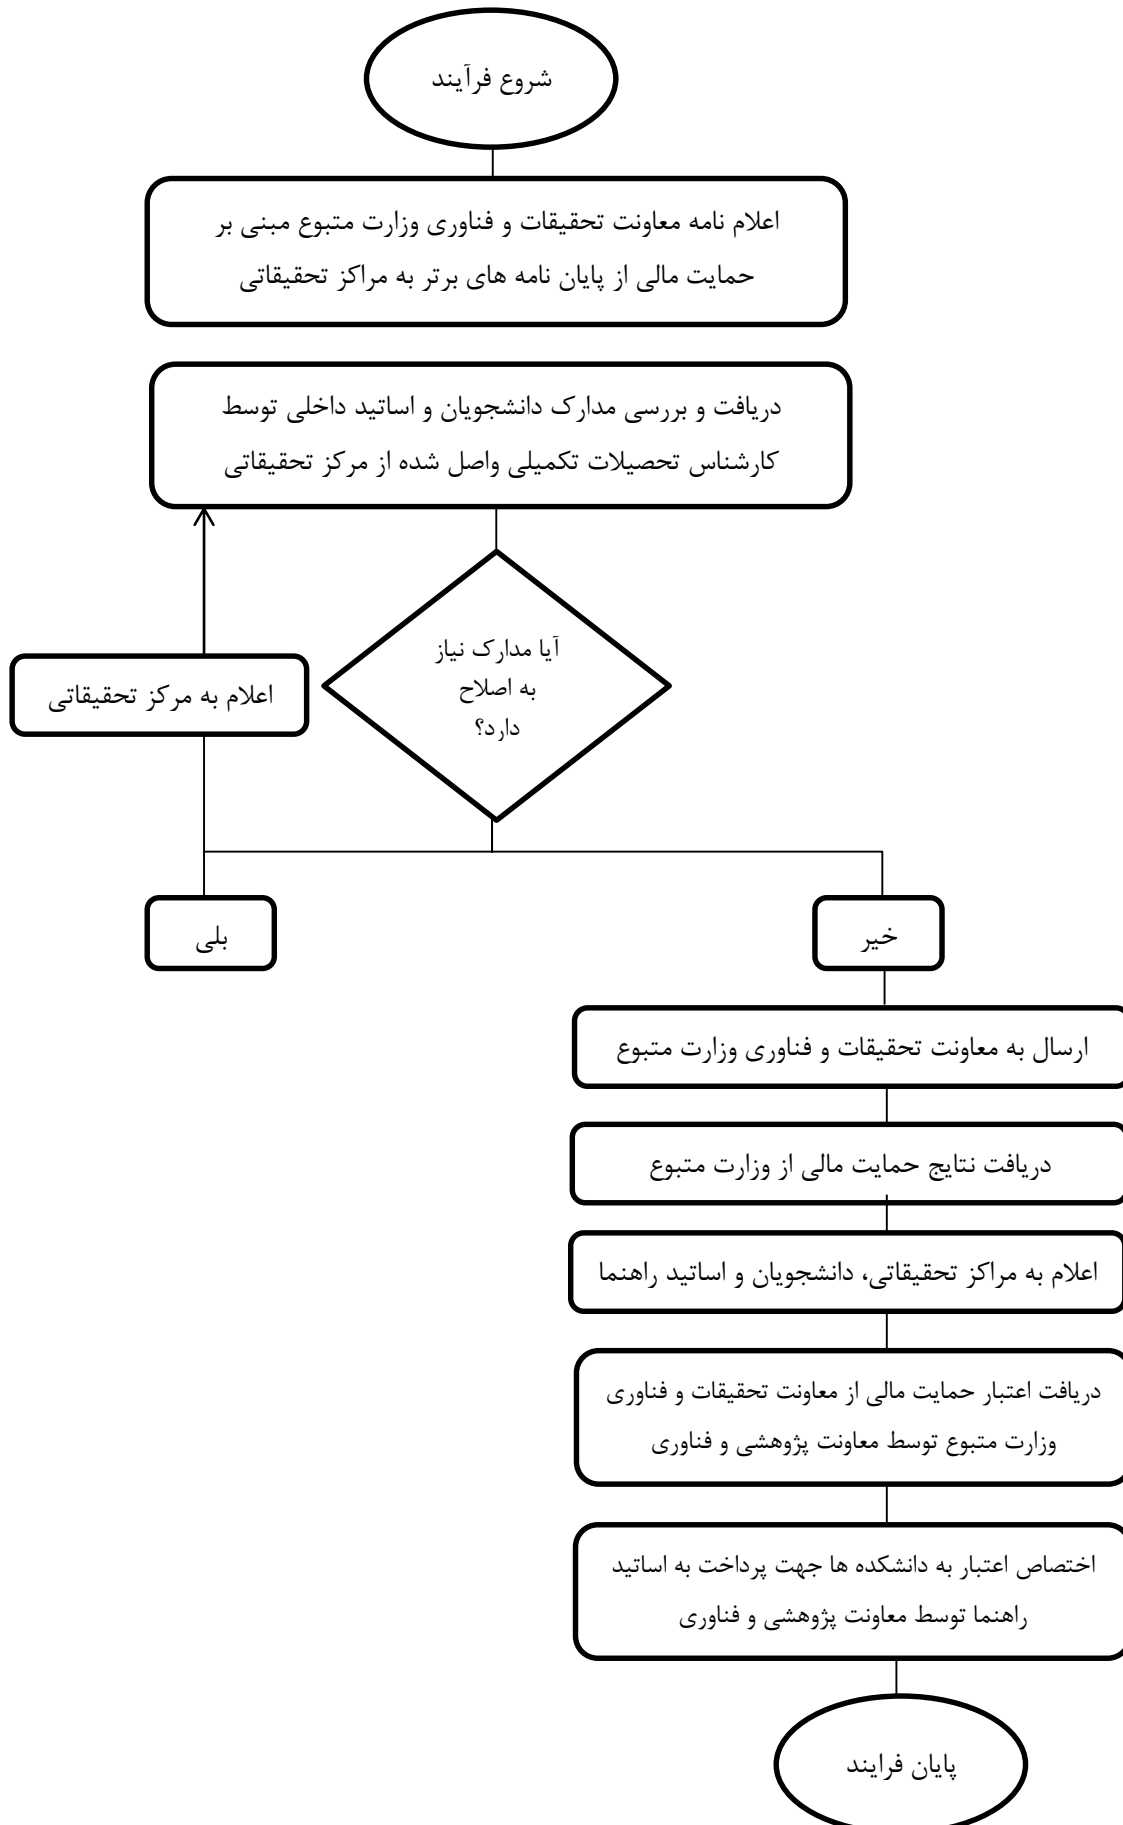 شروع فرآیند
اعلام نامه معاونت تحقیقات و فناوری وزارت متبوع مبنی بر
حمایت مالی از پایان نامه های برتر به مراکز تحقیقاتی
دریافت و بررسی مدارک دانشجویان و اساتید داخلی توسط
کارشناس تحصیلات تکمیلی واصل شده از مرکز تحقیقاتی
آیا مدارک نیاز
به اصلاح
دارد؟
اعلام به مرکز تحقیقاتی
خیر
بلی
ارسال به معاونت تحقیقات و فناوری وزارت متبوع
دریافت نتایج حمایت مالی از وزارت متبوع
اعلام به مراکز تحقیقاتی، دانشجویان و اساتید راهنما
دریافت اعتبار حمایت مالی از معاونت تحقیقات و فناوری
وزارت متبوع توسط معاونت پژوهشی و فناوری
اختصاص اعتبار به دانشکده ها جهت پرداخت به اساتید
راهنما توسط معاونت پژوهشی و فناوری
پایان فرایند